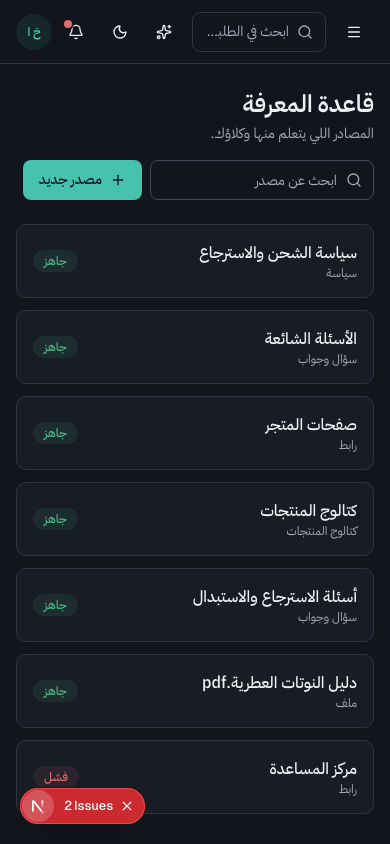 ابحث في الطلب...
خ ا
قاعدة المعرفة
المصادر اللي يتعلم منها وكلاؤك.
ابحث عن مصدر
مصدر جديد
سياسة الشحن والاسترجاع
سياسة
جاهز
الأسئلة الشائعة
سؤال وجواب
جاهز
صفحات المتجر
رابط
جاهز
كتالوج المنتجات
كتالوج المنتجات
جاهز
أسئلة الاسترجاع والاستبدال
سؤال وجواب
جاهز
دليل النوتات العطرية.pdf
ملف
جاهز
مركز المساعدة
رابط
فشل
N 2 Issues